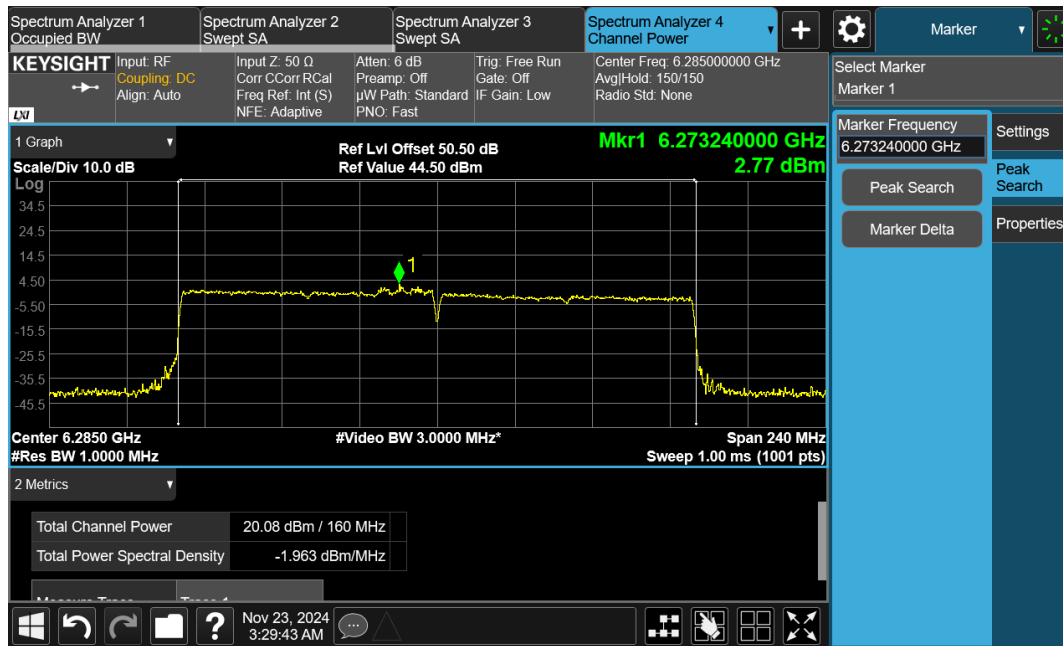 Spectrum Analyzer 1
Occupied BW
Spectrum Analyzer 2
Swept SA
Spectrum Analyzer 3
Swept SA
Spectrum Analyzer 4
Channel Power
Marker
KEYSIGHT
LXI
Input: RF
Coupling: DC
Align: Auto
Input Z: 50 Ω
Corr CCorr RCal
Freq Ref: Int (S)
NFE: Adaptive
Atten: 6 dB
Preamp: Off
µW Path: Standard
PNO: Fast
Trig: Free Run
Gate: Off
IF Gain: Low
Center Freq: 6.285000000 GHz
Avg|Hold: 150/150
Radio Std: None
Select Marker
Marker 1
Marker Frequency
6.273240000 GHz
Peak Search
Marker Delta
Settings
Peak
Search
Properties
1 Graph
Scale/Div 10.0 dB
Ref Lvl Offset 50.50 dB
Ref Value 44.50 dBm
Mkr1 6.273240000 GHz
2.77 dBm
Log
34.5
24.5
14.5
4.50
-5.50
-15.5
-25.5
-35.5
-45.5
1
Center 6.2850 GHz
#Res BW 1.0000 MHz
#Video BW 3.0000 MHz*
Span 240 MHz
Sweep 1.00 ms (1001 pts)
2 Metrics
Total Channel Power 20.08 dBm / 160 MHz
Total Power Spectral Density -1.963 dBm/MHz
Nov 23, 2024
3:29:43 AM